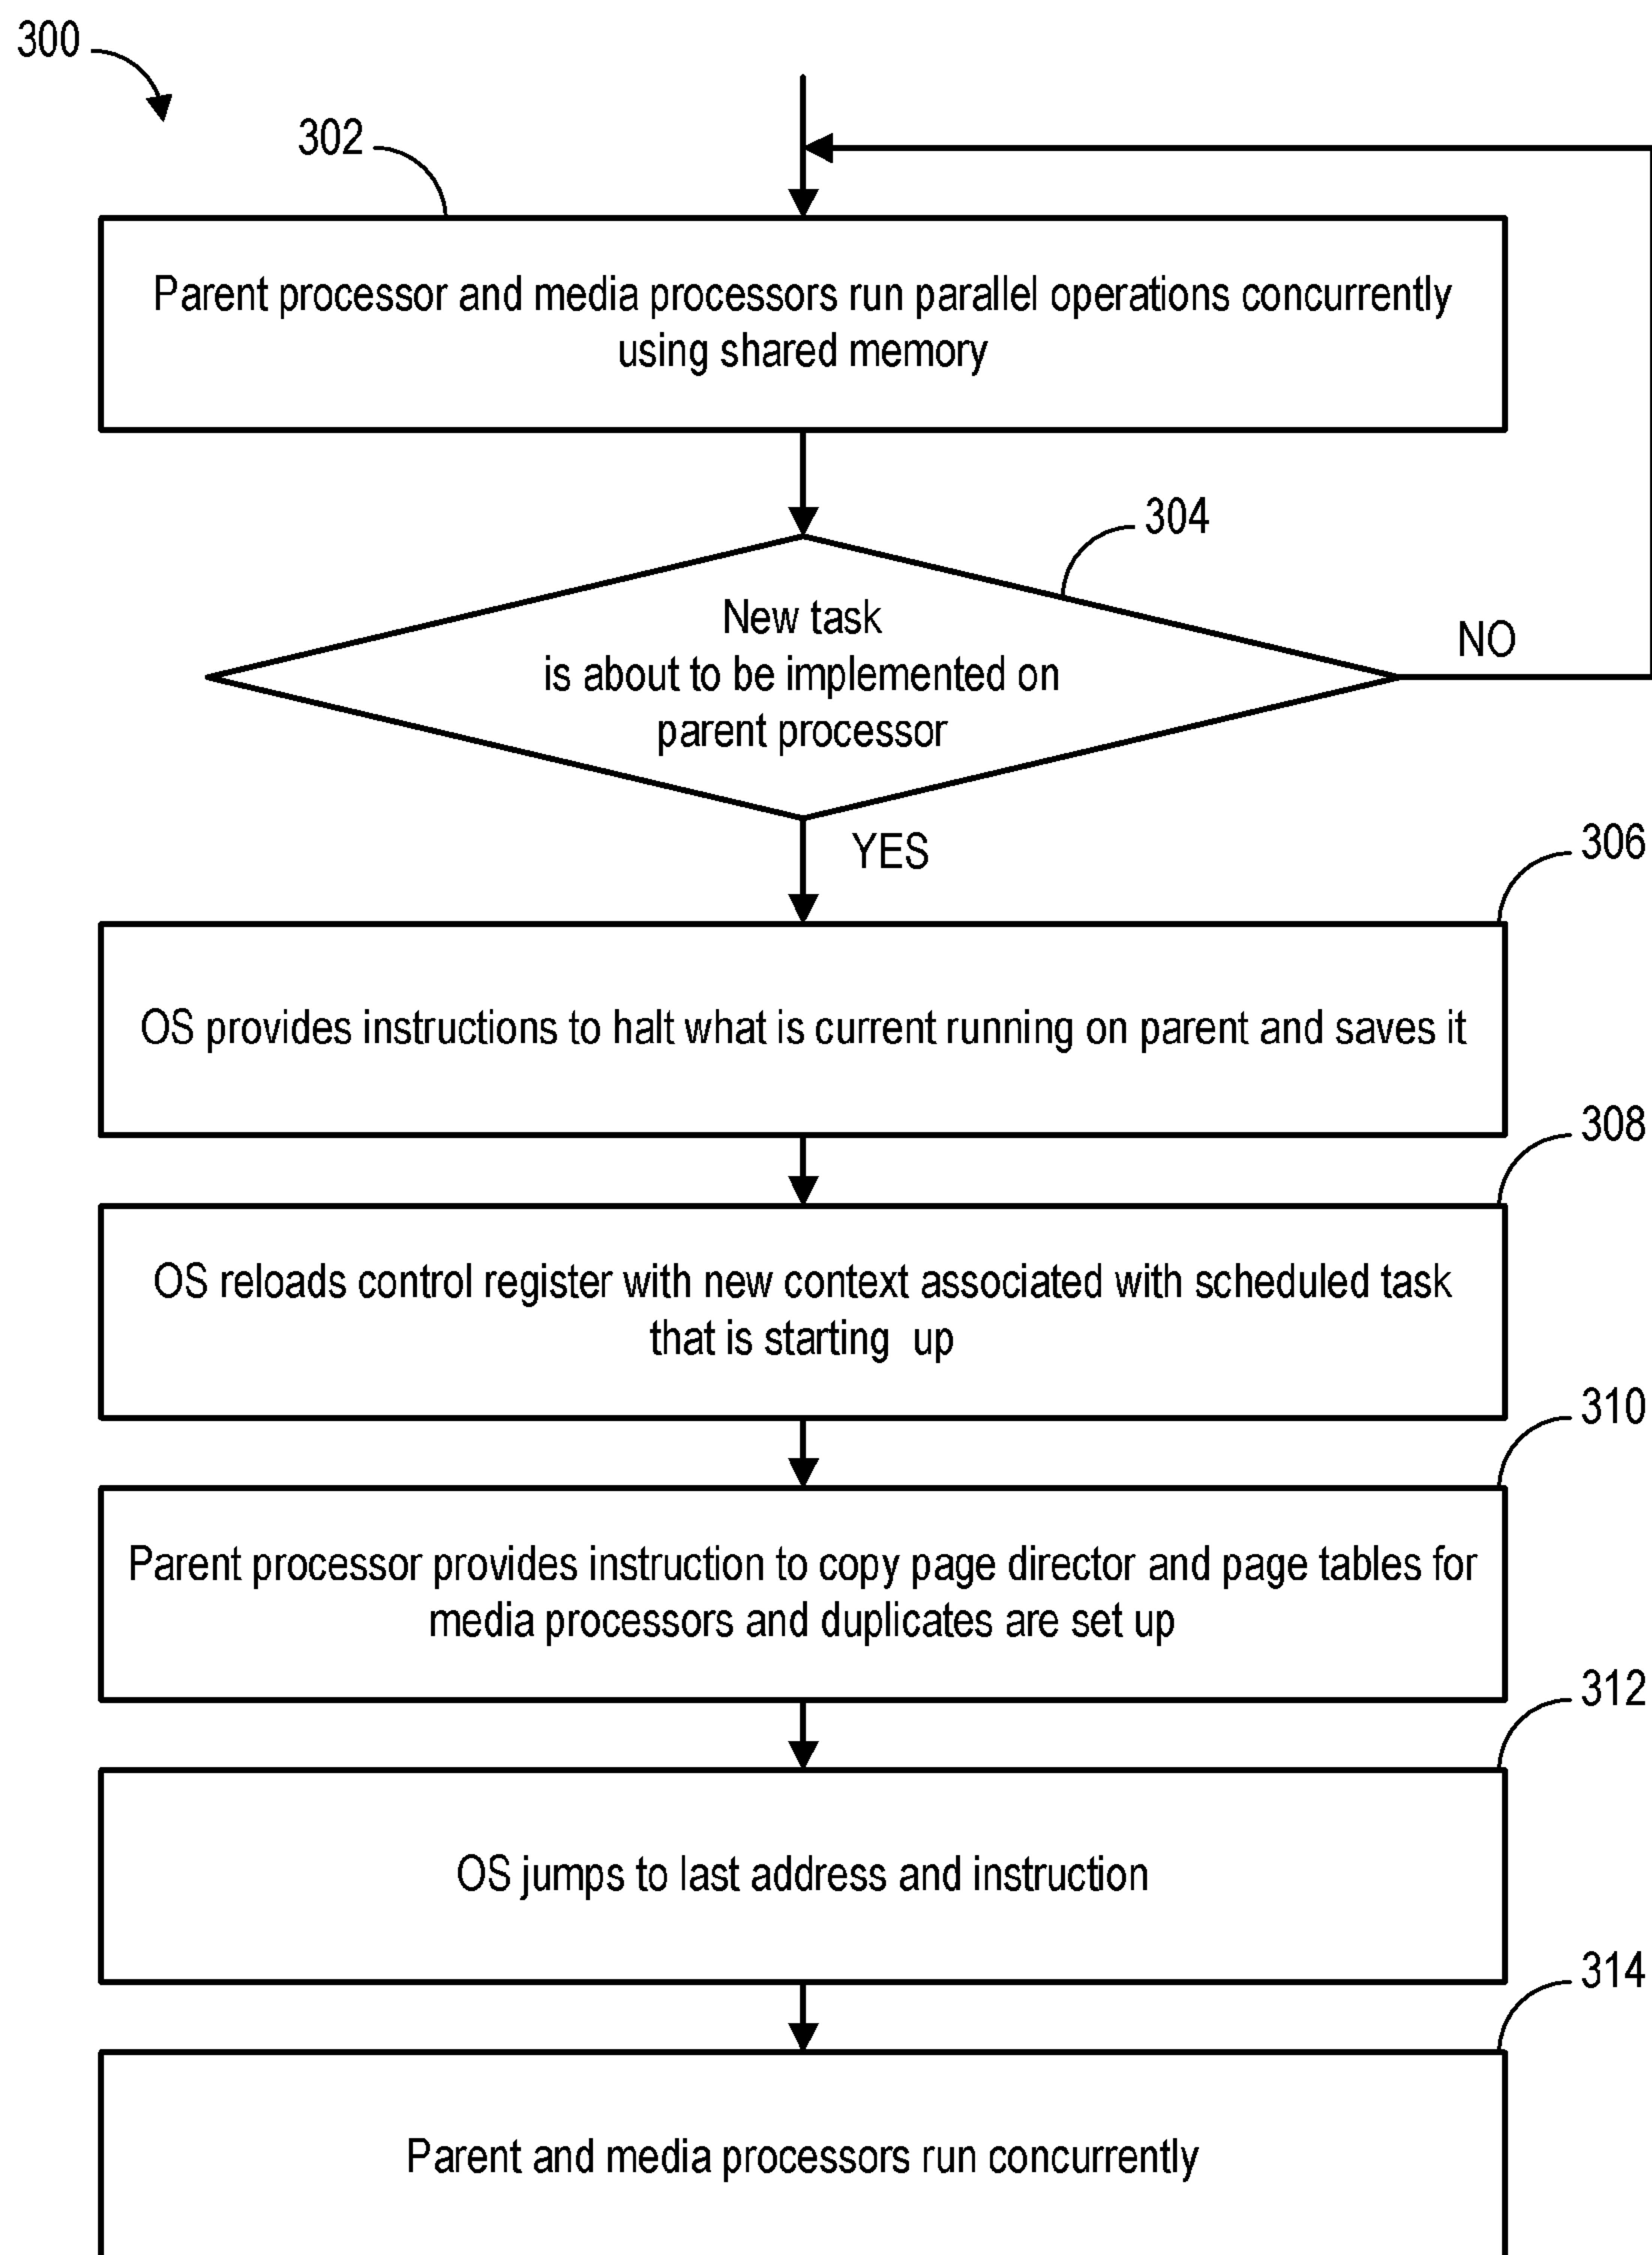 300
302
Parent processor and media processors run parallel operations concurrently
using shared memory
304
New task
is about to be implemented on
parent processor
NO
YES
306
OS provides instructions to halt what is current running on parent and saves it
308
OS reloads control register with new context associated with scheduled task
that is starting up
310
Parent processor provides instruction to copy page director and page tables for
media processors and duplicates are set up
312
OS jumps to last address and instruction
314
Parent and media processors run concurrently